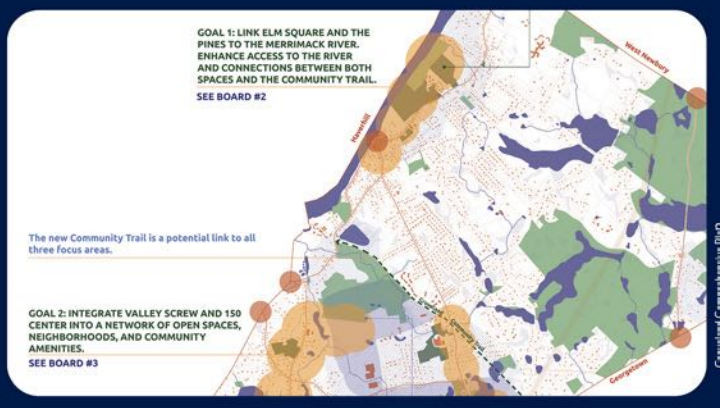 GOAL 1: LINK ELM SQUARE AND THE
PINES TO THE MERRIMACK RIVER.
ENHANCE ACCESS TO THE RIVER
AND CONNECTIONS BETWEEN BOTH
SPACES AND THE COMMUNITY TRAIL.
SEE BOARD #2
West Newbury
Haverhill
The new Community Trail is a potential link to all
three focus areas.
GOAL 2: INTEGRATE VALLEY SCREW AND 150
CENTER INTO A NETWORK OF OPEN SPACES,
NEIGHBORHOODS, AND COMMUNITY
AMENITIES.
SEE BOARD #3
Georgetown